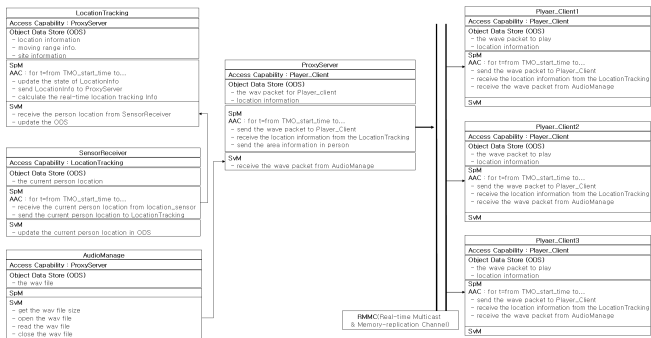 LocationTracking
Access Capability : ProxyServer
Object Data Store (ODS)
- location information
- moving range info.
- site information
SpM
AAC : for t=from TMO_start_time to...
- update the state of LocationInfo
- send LocationInfo to ProxyServer
- calculate the real-time location tracking Info
SvM
- receive the person location from SensorReceiver
- update the ODS
SensorReceiver
Access Capability : LocationTracking
Object Data Store (ODS)
- the current person location
SpM
AAC : for t=from TMO_start_time to...
- receive the current person location from location_sensor
- send the current person location to LocationTracking
SvM
- update the current person location in ODS
AudioManage
Access Capability : ProxyServer
Object Data Store (ODS)
- the wav file
SpM
SvM
- get the wav file size
- open the wav file
- read the wav file
- close the wav file
ProxyServer
Access Capability : Player_Client
Object Data Store (ODS)
- the wav packet for Player_client
- location information
SpM
AAC : for t=from TMO_start_time to...
- send the wave packet to Player_Client
- receive the location information from the LocationTracking
- send the area information in person
SvM
- receive the wave packet from AudioManage
RMMC(Real-time Multicast
& Memory-replication Channel)
Plyaer_Client1
Access Capability : Player_Client
Object Data Store (ODS)
- the wave packet to play
- location information
SpM
AAC : for t=from TMO_start_time to...
- send the wave packet to Player_Client
- receive the location information from the LocationTracking
- receive the wave packet from AudioManage
SvM
Plyaer_Client2
Access Capability : Player_Client
Object Data Store (ODS)
- the wave packet to play
- location information
SpM
AAC : for t=from TMO_start_time to...
- send the wave packet to Player_Client
- receive the location information from the LocationTracking
- receive the wave packet from AudioManage
SvM
Plyaer_Client3
Access Capability : Player_Client
Object Data Store (ODS)
- the wave packet to play
- location information
SpM
AAC : for t=from TMO_start_time to...
- send the wave packet to Player_Client
- receive the location information from the LocationTracking
- receive the wave packet from AudioManage
SvM